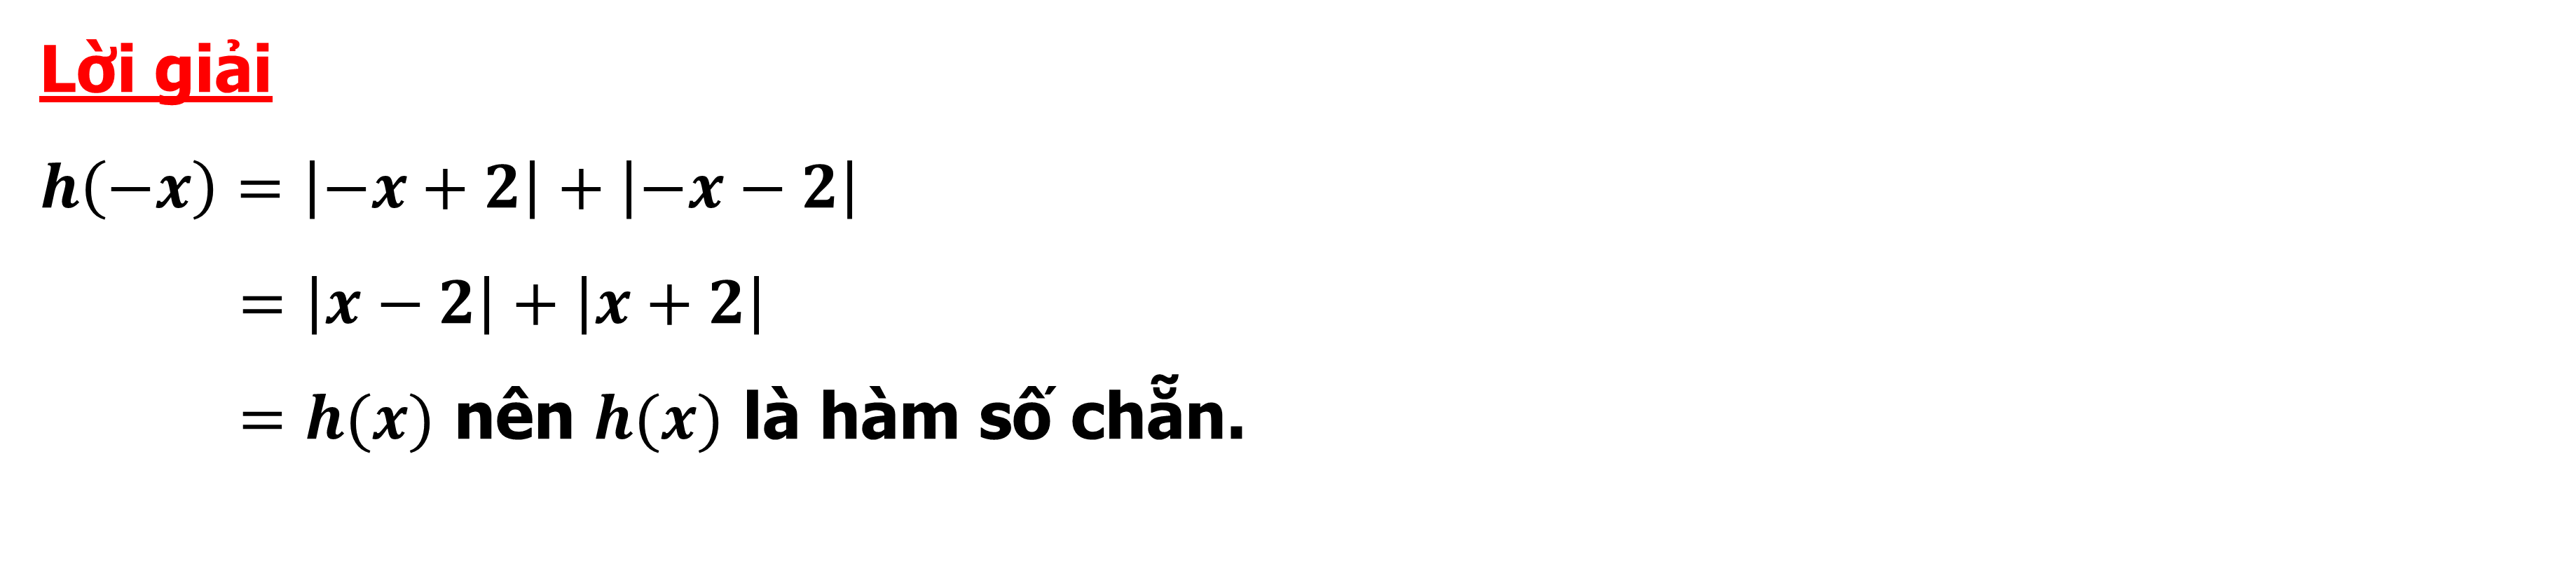 Lời giải
h(−x) = |−x + 2| + |−x − 2|
= |x − 2| + |x + 2|
= h(x) nên h(x) là hàm số chẵn.